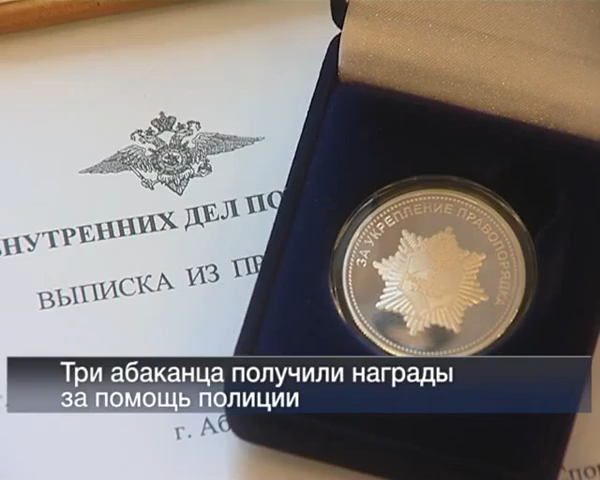 ВНУТРЕННИХ ДЕЛ ПО
ВЫПИСКА ИЗ ПР
ЗА УКРЕПЛЕНИЕ ПРАВОПОРЯДКА
Три абаканца получили награды
за помощь полиции
г. Аб